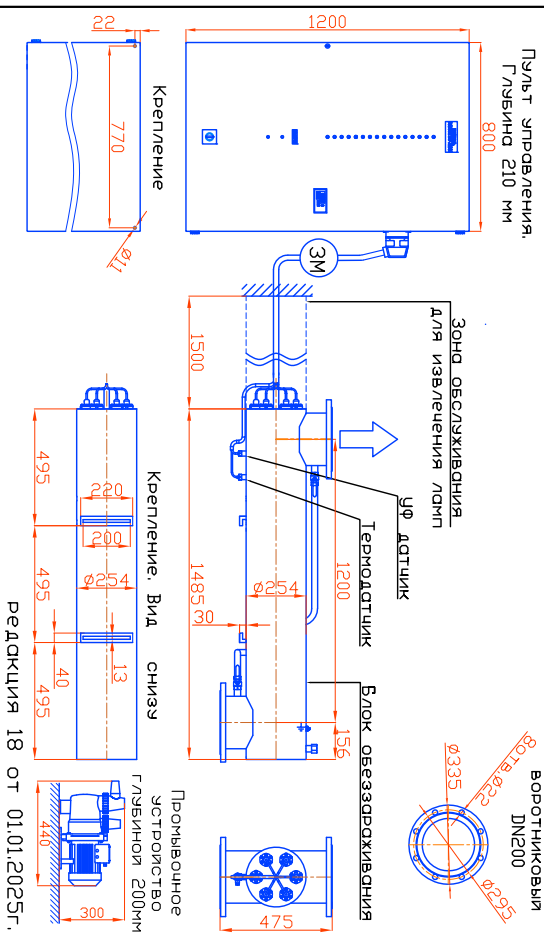 Пульт управления.
Глубина 210 мм
1200
800
22
770
Ø11
Крепление
3М
Зона обслуживания
для извлечения ламп
1500
УФ датчик
Термодатчик
1200
Ø254
1485
30
156
Блок обеззараживания
воротниковый
DN200
8отв.Ø22
Ø335
Ø295
475
Крепление. Вид снизу
495
495
495
220
200
Ø254
13
40
Промывочное
устройство
глубиной 200мм
440
300
редакция 18 от 01.01.2025г.